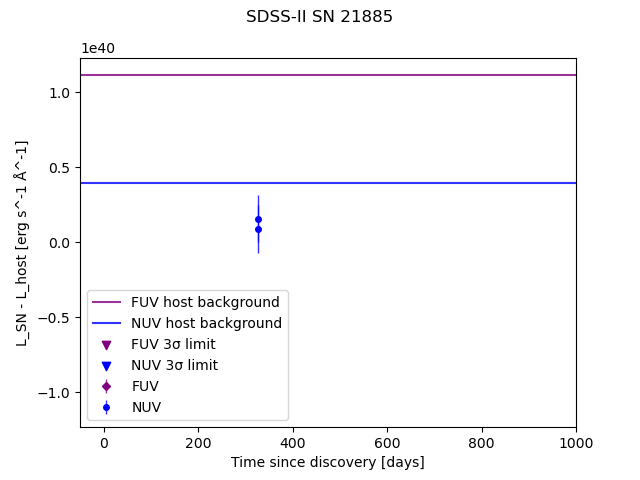 SDSS-II SN 21885
1e40
1.0
0.5
0.0
−0.5
−1.0
L_SN - L_host [erg s^-1 Å^-1]
FUV host background
NUV host background
FUV 3σ limit
NUV 3σ limit
FUV
NUV
0 200 400 600 800 1000
Time since discovery [days]